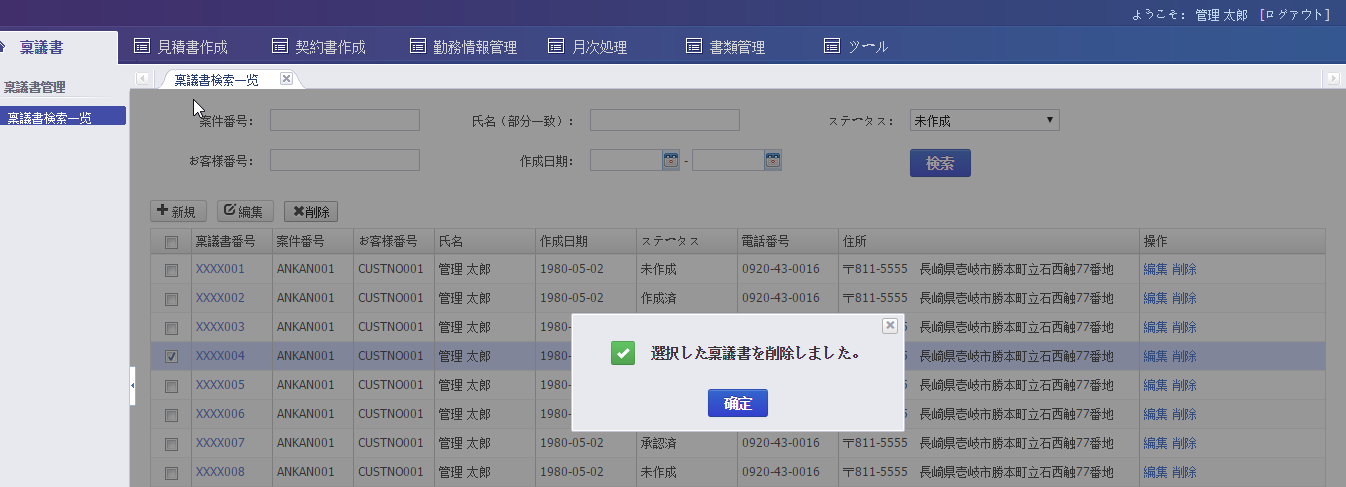 ようこそ： 管理 太郎 [ログアウト]
稟議書 見積書作成 契約書作成 勤務情報管理 月次処理 書類管理 ツール
稟議書管理
稟議書検索一览
稟議書検索一览
案件番号： 氏名（部分一致）： ステータス： 未作成
お客様番号： 作成日期： - 検索
新規 編集 削除
稟議書番号 案件番号 お客様番号 氏名 作成日期 ステータス 電話番号 住所 操作
XXXX001 ANKAN001 CUSTNO001 管理 太郎 1980-05-02 未作成 0920-43-0016 〒811-5555 長崎県壱岐市勝本町立石西触77番地 編集 削除
XXXX002 ANKAN001 CUSTNO001 管理 太郎 1980-05-02 作成済 0920-43-0016 〒811-5555 長崎県壱岐市勝本町立石西触77番地 編集 削除
XXXX003 ANKAN001 CUSTNO001 管理 太郎 1980- 長崎県壱岐市勝本町立石西触77番地 編集 削除
XXXX004 ANKAN001 CUSTNO001 管理 太郎 1980- 長崎県壱岐市勝本町立石西触77番地 編集 削除
XXXX005 ANKAN001 CUSTNO001 管理 太郎 1980- 長崎県壱岐市勝本町立石西触77番地 編集 削除
XXXX006 ANKAN001 CUSTNO001 管理 太郎 1980- 長崎県壱岐市勝本町立石西触77番地 編集 削除
XXXX007 ANKAN001 CUSTNO001 管理 太郎 1980-05-02 承認済 0920-43-0016 〒811-5555 長崎県壱岐市勝本町立石西触77番地 編集 削除
XXXX008 ANKAN001 CUSTNO001 管理 太郎 1980-05-02 未作成 0920-43-0016 〒811-5555 長崎県壱岐市勝本町立石西触77番地 編集 削除
選択した稟議書を削除しました。
确定